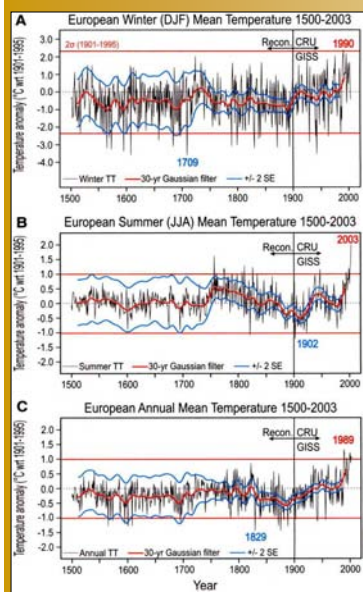 A European Winter (DJF) Mean Temperature 1500-2003
Temperature anomaly (°C wrt 1901-1995)
3.0
2.0
1.0
0.0
-1.0
-2.0
-3.0
-4.0
2σ (1901-1995)
Recon. CRU
GISS
1990
1709
Winter TT 30-yr Gaussian filter +/- 2 SE
1500 1600 1700 1800 1900 2000
B European Summer (JJA) Mean Temperature 1500-2003
Temperature anomaly (°C wrt 1901-1995)
2.0
1.5
1.0
0.5
0.0
-0.5
-1.0
-1.5
-2.0
Recon. CRU
GISS
2003
1902
Summer TT 30-yr Gaussian filter +/- 2 SE
1500 1600 1700 1800 1900 2000
C European Annual Mean Temperature 1500-2003
Temperature anomaly (°C wrt 1901-1995)
2.0
1.5
1.0
0.5
0.0
-0.5
-1.0
-1.5
-2.0
Recon. CRU
GISS
1989
1829
Annual TT 30-yr Gaussian filter +/- 2 SE
1500 1600 1700 1800 1900 2000
Year